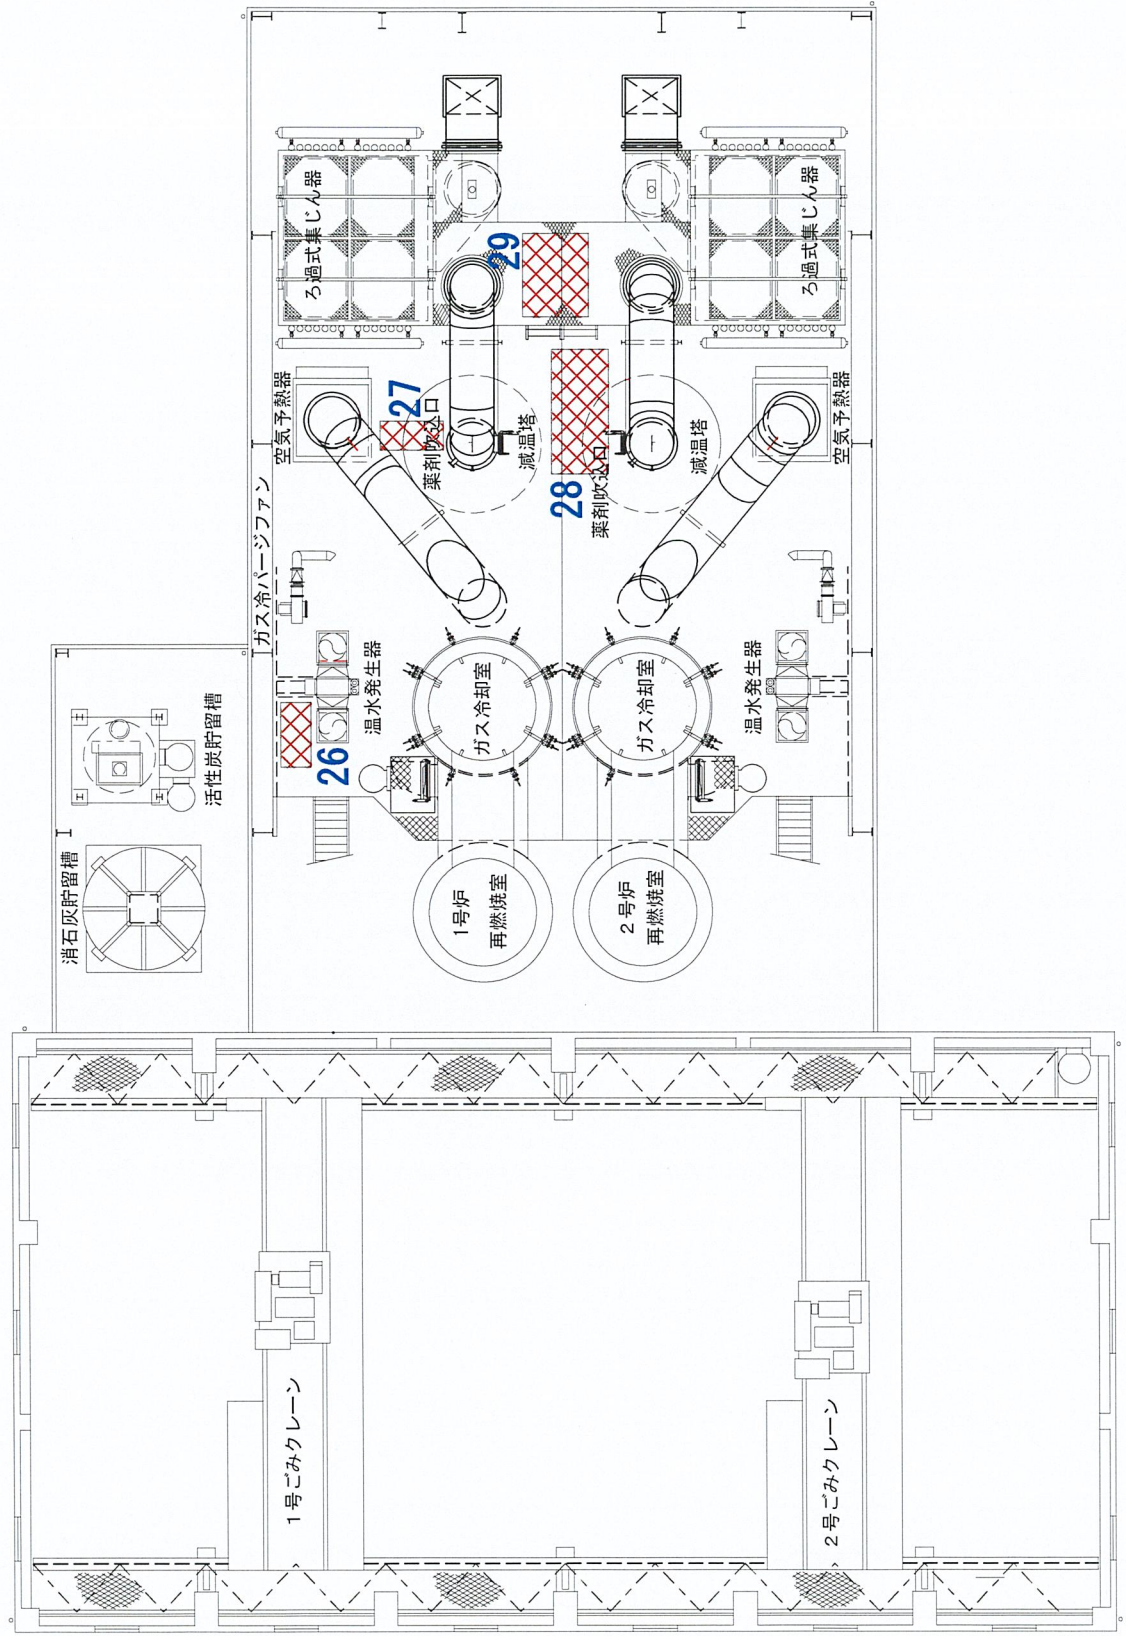 ろ過式集じん器
ろ過式集じん器
29
空気予熱器
27
薬剤吹込口
減温塔
28
薬剤吹込口
減温塔
空気予熱器
ガス冷パージファン
温水発生器
26
ガス冷却室
ガス冷却室
温水発生器
活性炭貯留槽
消石灰貯留槽
1号炉
再燃焼室
2号炉
再燃焼室
1号ごみクレーン
2号ごみクレーン